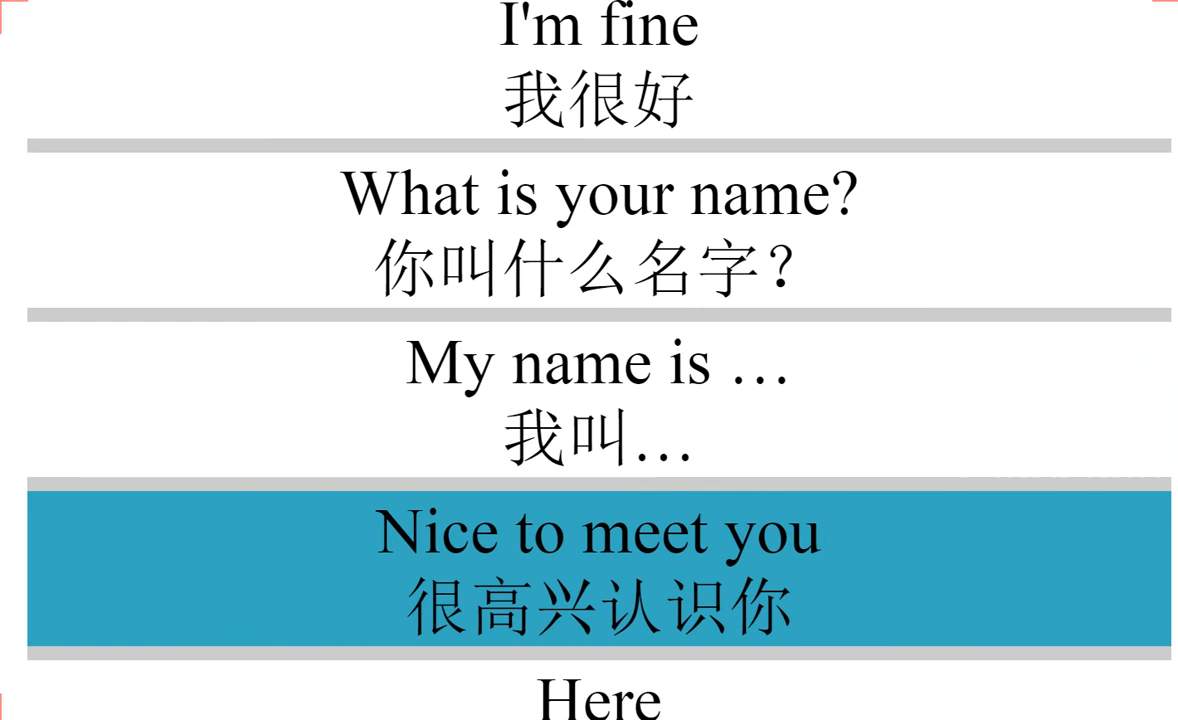 I'm fine
我很好
What is your name?
你叫什么名字？
My name is …
我叫…
Nice to meet you
很高兴认识你
Here